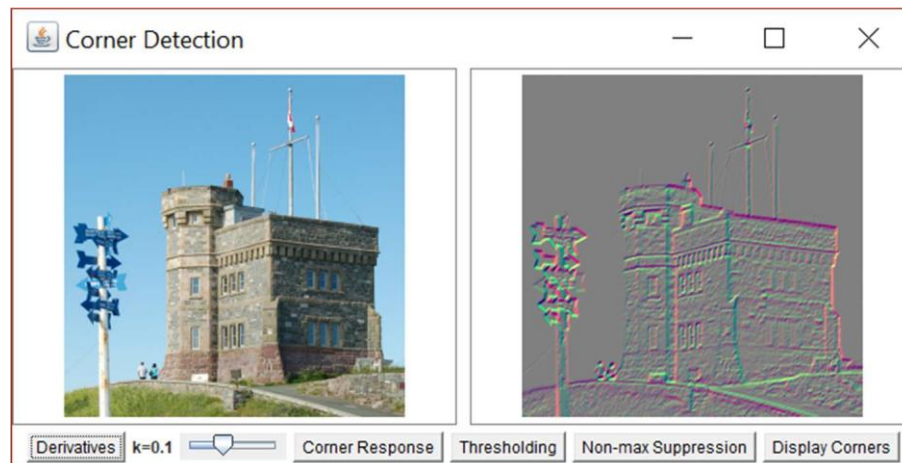 Corner Detection
Derivatives k=0.1 Corner Response Thresholding Non-max Suppression Display Corners